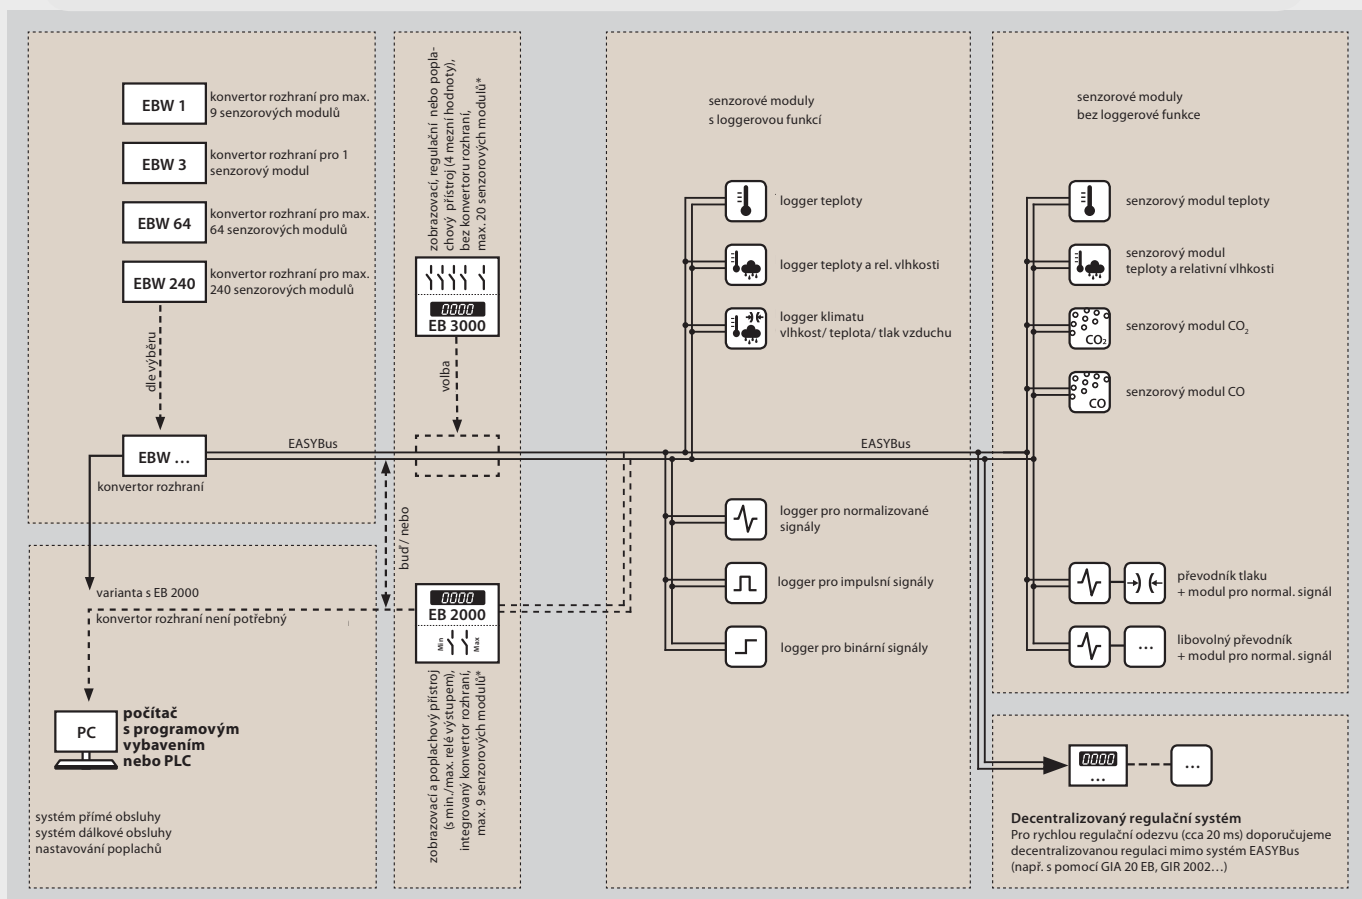 EBW 1
konvertor rozhraní pro max.
9 senzorových modulů
EBW 3
konvertor rozhraní pro 1
senzorový modul
EBW 64
konvertor rozhraní pro max.
64 senzorových modulů
EBW 240
konvertor rozhraní pro max.
240 senzorových modulů
dle výběru
EBW ...
konvertor rozhraní
EASYBus
zobrazovací, regulační nebo popla-
chový přístroj (4 mezní hodnoty),
bez konvertoru rozhraní,
max. 20 senzorových modulů*
0000
EB 3000
volba
buď / nebo
0000
EB 2000
Min
Max
zobrazovací a poplachový přístroj
(s min./max. relé výstupem),
integrovaný konvertor rozhraní,
max. 9 senzorových modulů*
varianta s EB 2000
konvertor rozhraní není potřebný
PC
počítač
s programovým
vybavením
nebo PLC
systém přímé obsluhy
systém dálkové obsluhy
nastavování poplachů
senzorové moduly
s loggerovou funkcí
logger teploty
logger teploty a rel. vlhkosti
logger klimatu
vlhkost/ teplota/ tlak vzduchu
EASYBus
logger pro normalizované
signály
logger pro impulsní signály
logger pro binární signály
senzorové moduly
bez loggerové funkce
senzorový modul teploty
senzorový modul
teploty a relativní vlhkosti
CO₂
senzorový modul CO₂
CO
senzorový modul CO
převodník tlaku
+ modul pro normal. signál
...
libovolný převodník
+ modul pro normal. signál
0000
...
...
Decentralizovaný regulační systém
Pro rychlou regulační odezvu (cca 20 ms) doporučujeme
decentralizovanou regulaci mimo systém EASYBus
(např. s pomocí GIA 20 EB, GIR 2002…)